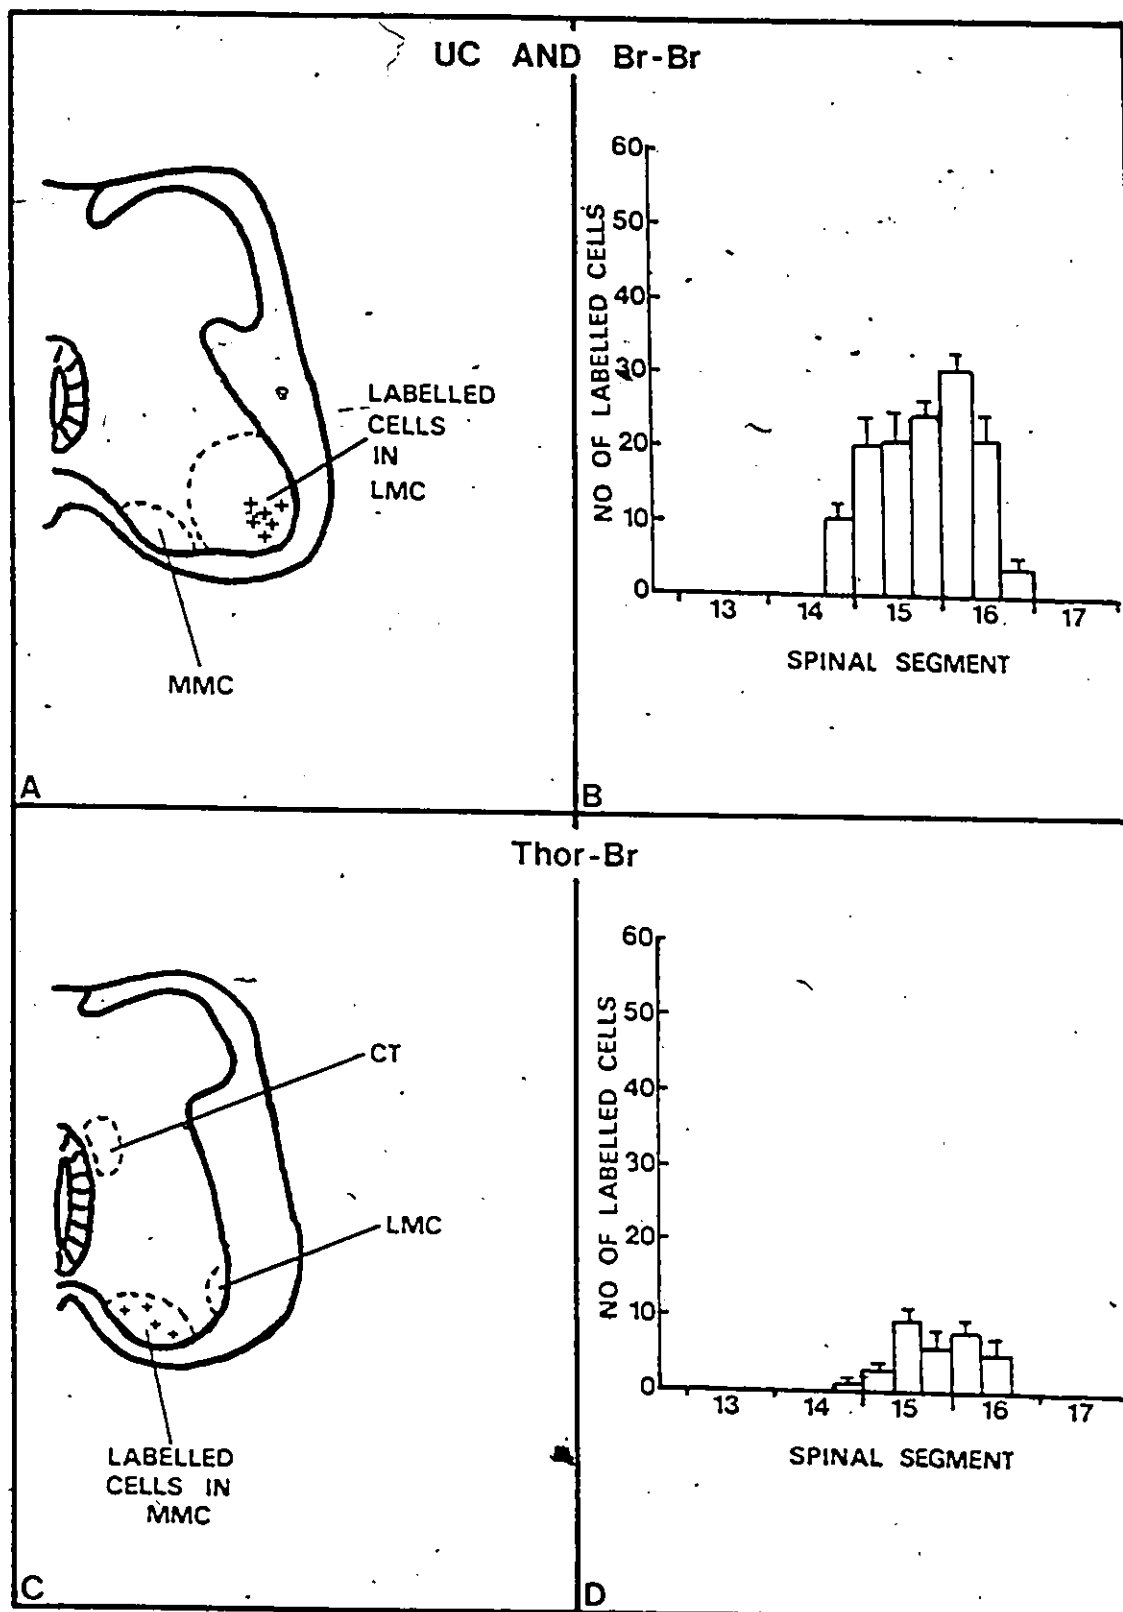 UC AND Br-Br
LABELLED
CELLS
IN
LMC
MMC
A
NO OF LABELLED CELLS
60
50
40
30
20
10
0
13 14 15 16 17
SPINAL SEGMENT
B
Thor-Br
CT
LMC
LABELLED
CELLS IN
MMC
C
NO OF LABELLED CELLS
60
50
40
30
20
10
0
13 14 15 16 17
SPINAL SEGMENT
D